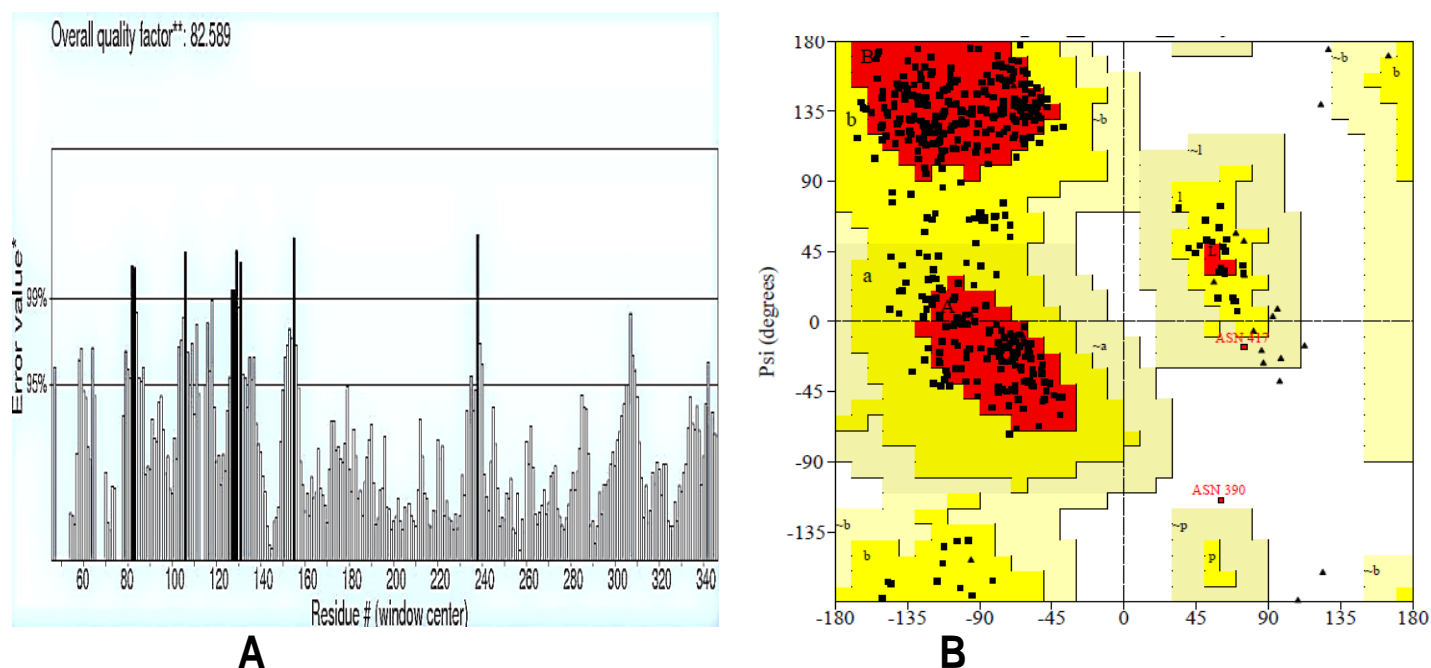 Overall quality factor**: 82.589
Error value*
99%
95%
60 80 100 120 140 160 180 200 220 240 260 280 300 320 340
Residue # (window center)
A
Psi (degrees)
180
135
90
45
0
-45
-90
-135
-180 -135 -90 -45 0 45 90 135 180
B
b
~b
~b
b
~l
l
L
a
A
~a
ASN 417
ASN 390
~b
b
~p
p
~b
B